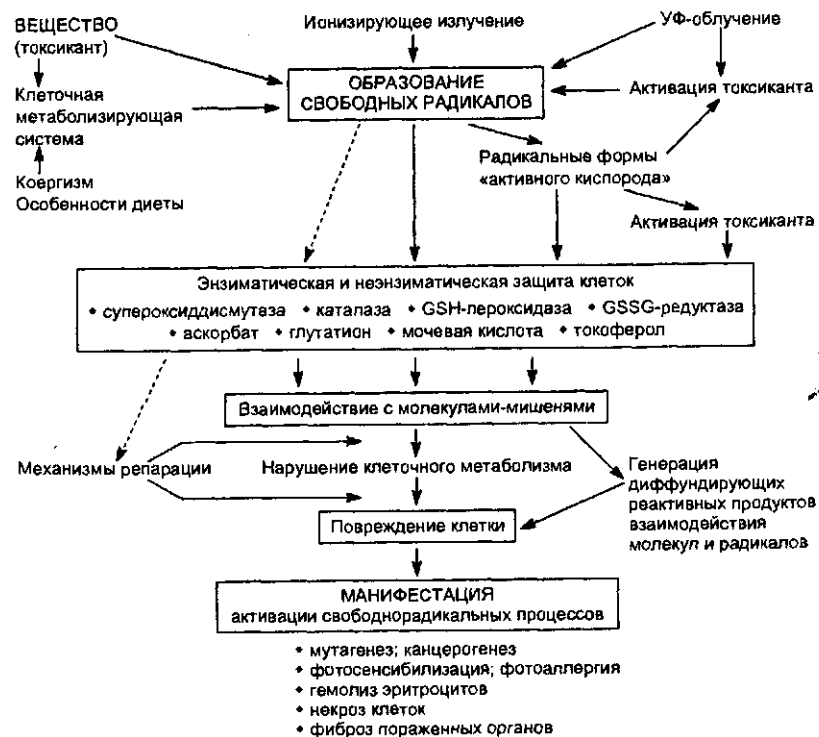 ВЕЩЕСТВО
(токсикант)
Ионизирующее излучение
УФ-облучение
ОБРАЗОВАНИЕ
СВОБОДНЫХ РАДИКАЛОВ
Активация токсиканта
Клеточная
метаболизирующая
система
Радикальные формы
«активного киспорода»
Коергизм
Особенности диеты
Активация токсиканта
Энзиматическая и неэнзиматическая защита клеток
• супероксиддисмутеза • каталаза • GSH-пероксидаза • GSSG-редуктаза
• аскорбат • глутатион • мочевая кислота • токоферол
Взаимодействие с молекулами-мишенями
Механизмы репарации
Нарушение клеточного метаболизма
Генерация
диффундирующих
реактивных продуктов
взаимодействия
молекул и радикалов
Повреждение клетки
МАНИФЕСТАЦИЯ
активации свободнорадикальных процессов
• мутагенез; канцерогенез
• фотосенсибилизация; фотоаллергия
• гемолиз эритроцитов
• некроз клеток
• фиброз пораженных органов